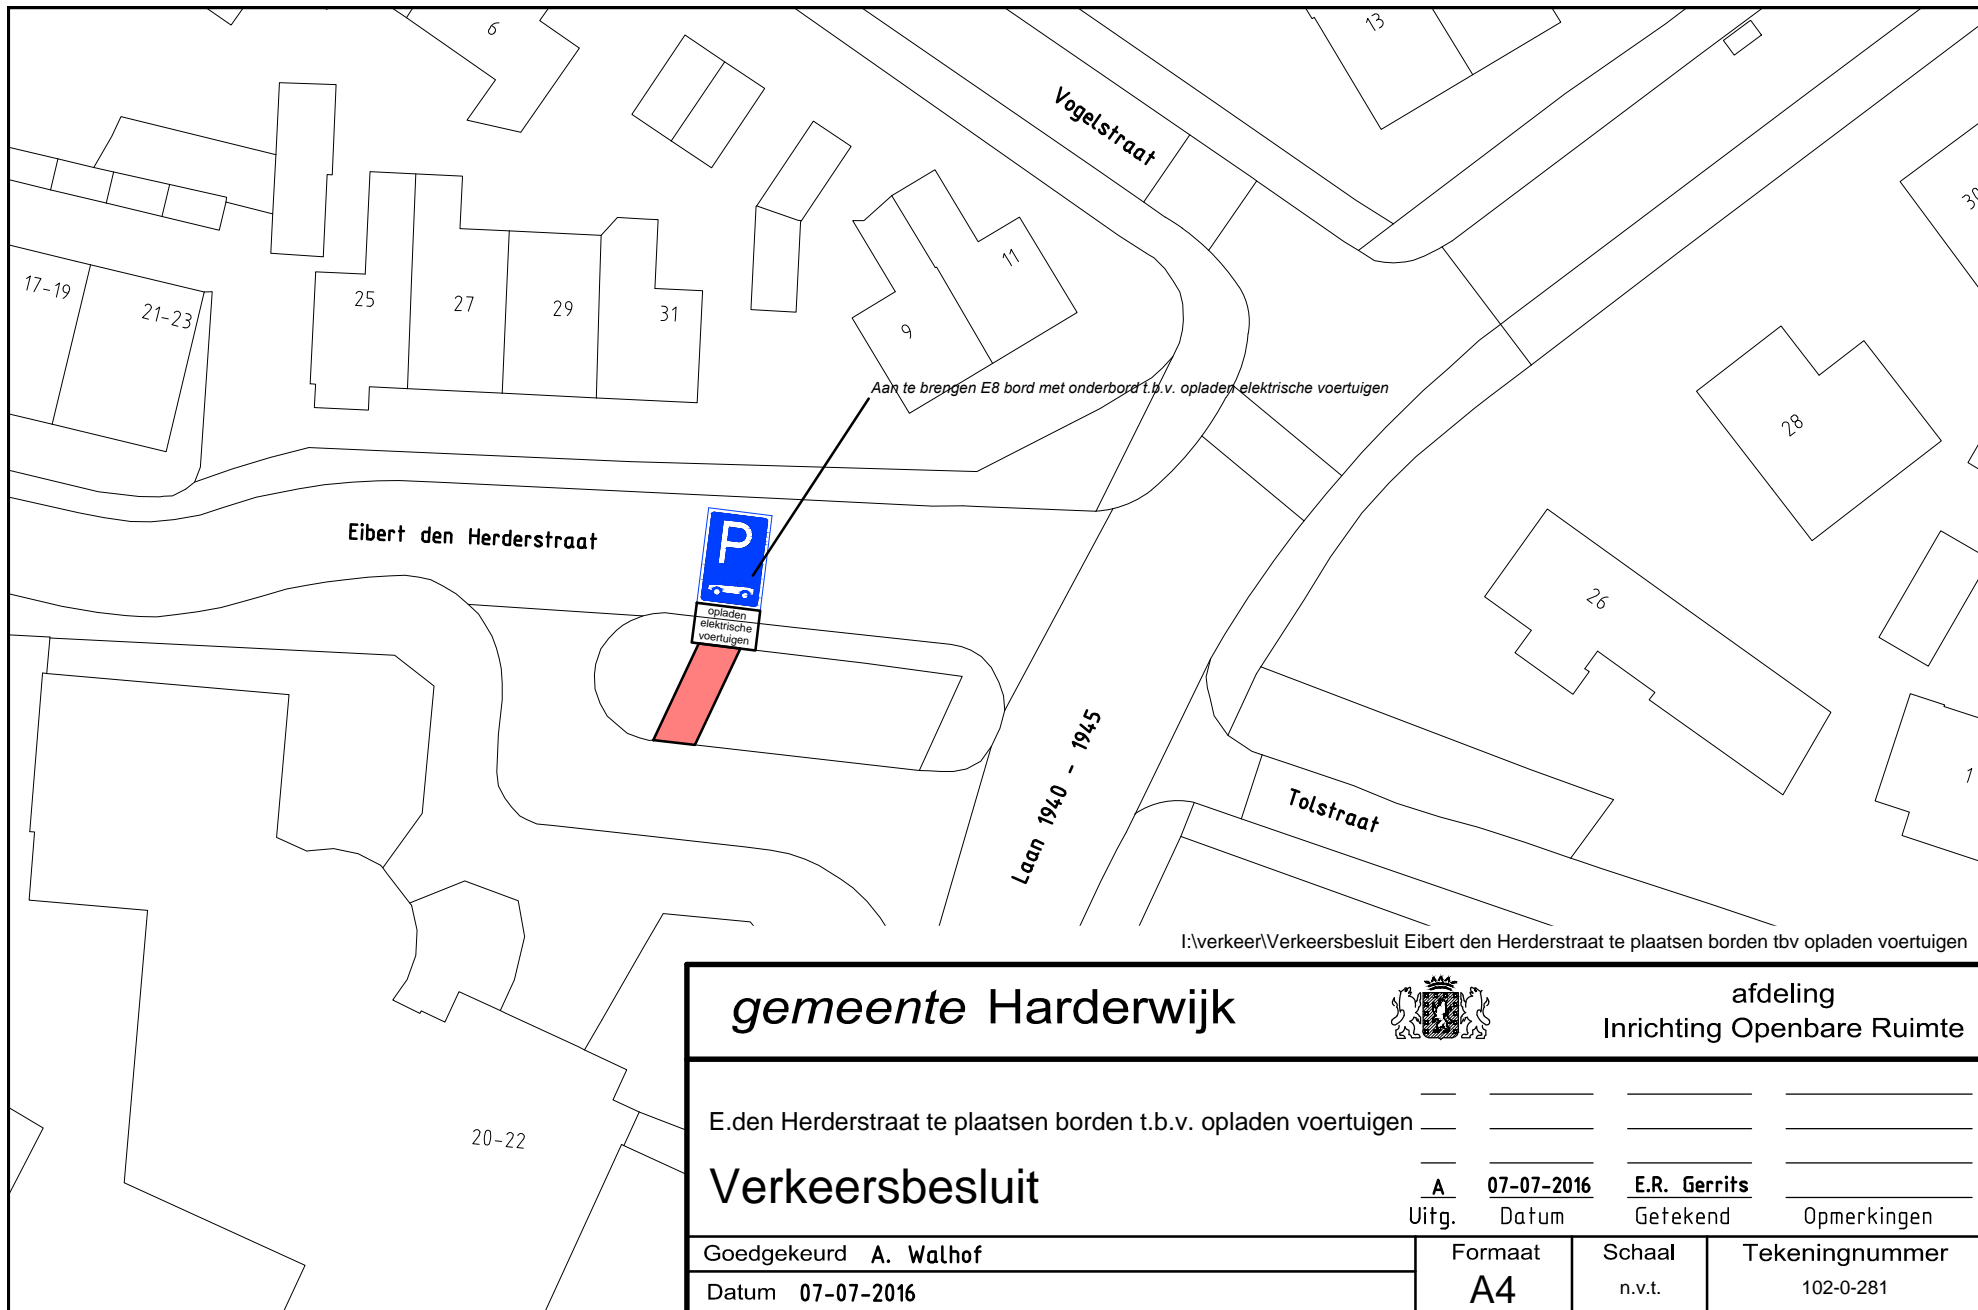 6
13
Vogelstraat
30
17-19
21-23
25
27
29
31
9
11
Aan te brengen E8 bord met onderbord t.b.v. opladen elektrische voertuigen
28
Eibert den Herderstraat
P
opladen
elektrische
voertuigen
26
Laan 1940 - 1945
Tolstraat
1
20-22
I:\verkeer\Verkeersbesluit Eibert den Herderstraat te plaatsen borden tbv opladen voertuigen
gemeente Harderwijk
afdeling
Inrichting Openbare Ruimte
E.den Herderstraat te plaatsen borden t.b.v. opladen voertuigen
Verkeersbesluit
A 07-07-2016 E.R. Gerrits
Uitg. Datum Getekend Opmerkingen
Goedgekeurd A. Walhof
Datum 07-07-2016
Formaat
A4
Schaal
n.v.t.
Tekeningnummer
102-0-281